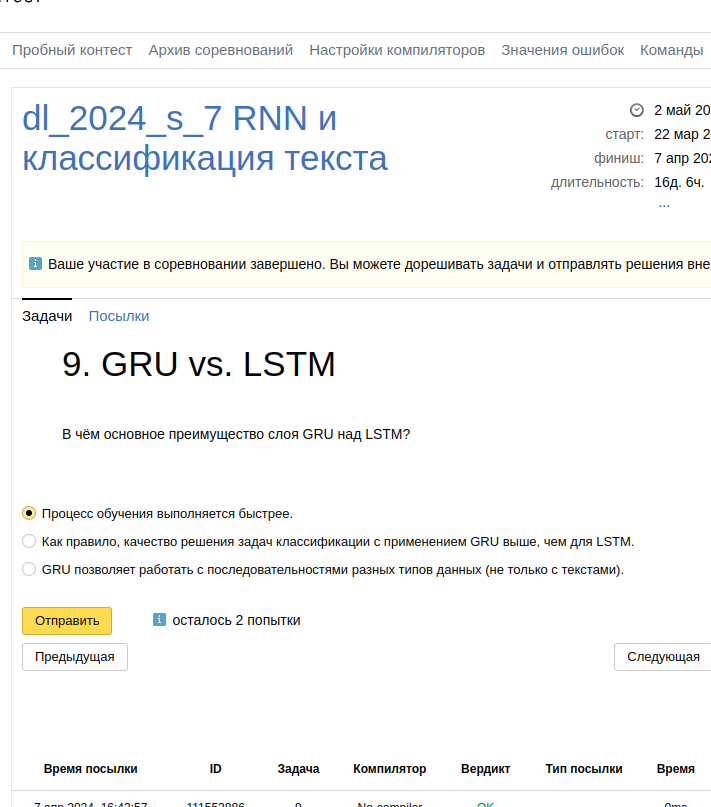 Пробный контест Архив соревнований Настройки компиляторов Значения ошибок Команды
dl_2024_s_7 RNN и
классификация текста
2 май 20
старт: 22 мар 2
финиш: 7 апр 202
длительность: 16д. 6ч.
...
Ваше участие в соревновании завершено. Вы можете дорешивать задачи и отправлять решения вне
Задачи Посылки
9. GRU vs. LSTM
В чём основное преимущество слоя GRU над LSTM?
Процесс обучения выполняется быстрее.
Как правило, качество решения задач классификации с применением GRU выше, чем для LSTM.
GRU позволяет работать с последовательностями разных типов данных (не только с текстами).
Отправить осталось 2 попытки
Предыдущая Следующая
Время посылки ID Задача Компилятор Вердикт Тип посылки Время
7 апр 2024, 16:42:57 9 No compiler OK 0ms